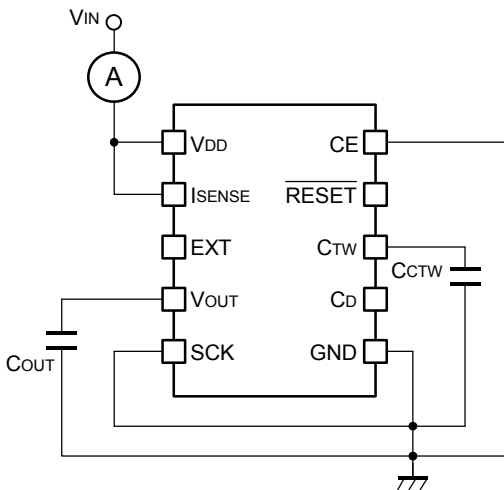 VIN
A
VDD
CE
ISENSE
RESET
EXT
CTW
CCTW
VOUT
CD
COUT
SCK
GND